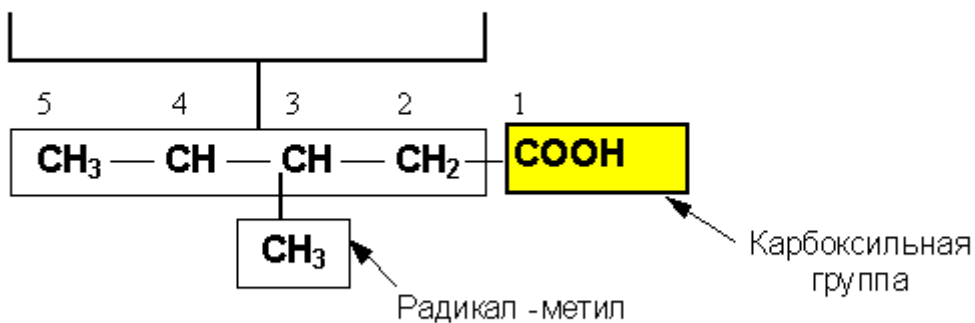 5 4 3 2 1
CH₃ — CH — CH — CH₂ — COOH
CH₃
Карбоксильная
группа
Радикал - метил